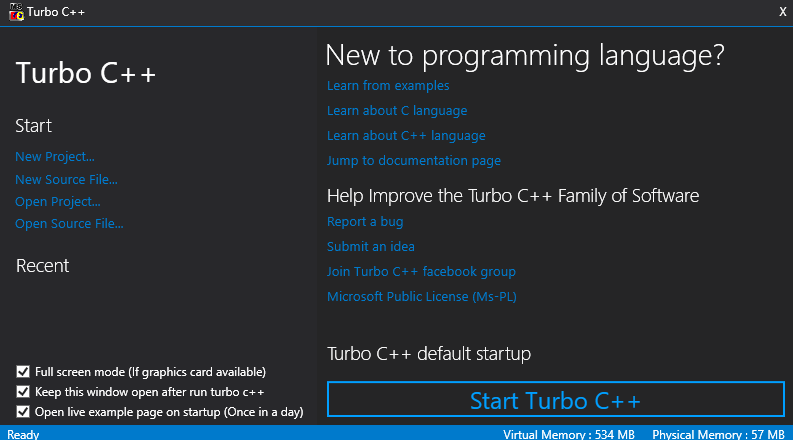 Turbo C++
X
Turbo C++
Start
New Project...
New Source File...
Open Project...
Open Source File...
Recent
Full screen mode (If graphics card available)
Keep this window open after run turbo c++
Open live example page on startup (Once in a day)
New to programming language?
Learn from examples
Learn about C language
Learn about C++ language
Jump to documentation page
Help Improve the Turbo C++ Family of Software
Report a bug
Submit an idea
Join Turbo C++ facebook group
Microsoft Public License (Ms-PL)
Turbo C++ default startup
Start Turbo C++
Ready
Virtual Memory : 534 MB
Physical Memory : 57 MB